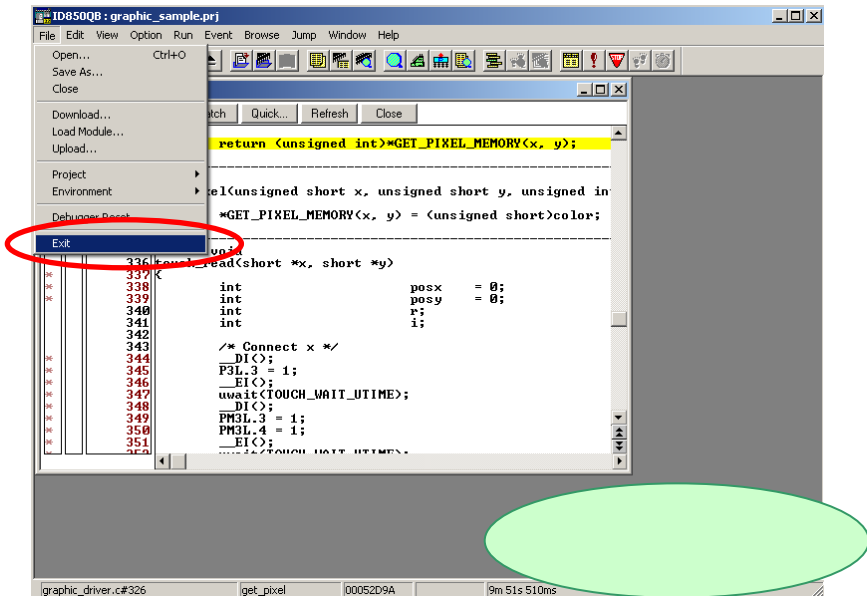 ID850QB : graphic_sample.prj
File Edit View Option Run Event Browse Jump Window Help
Open... Ctrl+O
Save As...
Close
Download...
Load Module...
Upload...
Project
Environment
Debugger Reset
Exit
Quick... Refresh Close
return (unsigned int)*GET_PIXEL_MEMORY(x, y);
(unsigned short x, unsigned short y, unsigned
*GET_PIXEL_MEMORY(x, y) = (unsigned short)color;
void
336 touch_read(short *x, short *y)
* 337 {
* 338 int posx = 0;
* 339 int posy = 0;
340 int r;
341 int i;
342
343 /* Connect x */
* 344 __DI();
* 345 P3L.3 = 1;
* 346 __EI();
* 347 uwait(TOUCH_WAIT_UTIME);
* 348 __DI();
* 349 PM3L.3 = 1;
* 350 PM3L.4 = 1;
* 351 __EI();
graphic_driver.c#326 get_pixel 00052D9A 9m 51s 510ms